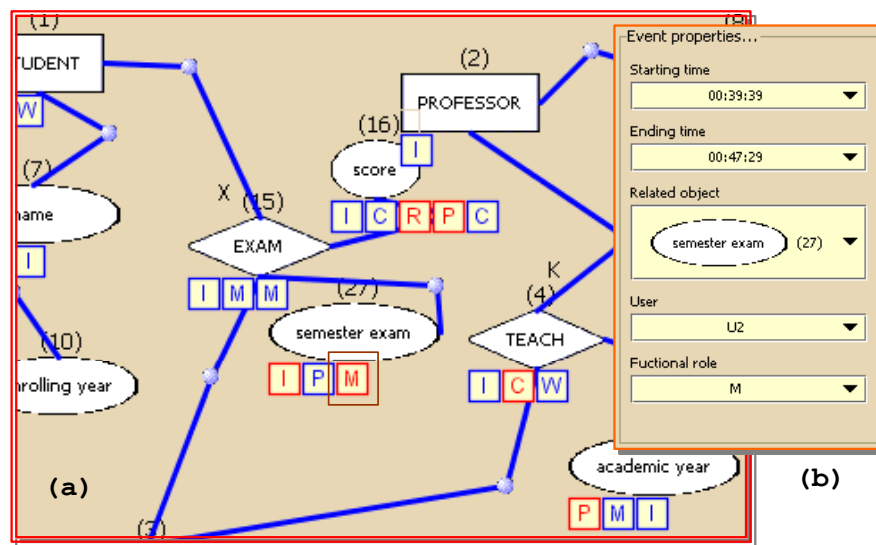 (1)
(8)
TUDENT
W
(7)
name
I
(10)
nrolling year
(2)
PROFESSOR
I
(16)
score
I C R P C
X
(15)
EXAM
I M M
(27)
semester exam
I P M
K
(4)
TEACH
I C W
academic year
P M I
(3)
(a)
Event properties...
Starting time
00:39:39
Ending time
00:47:29
Related object
semester exam (27)
User
U2
Fuctional role
M
(b)